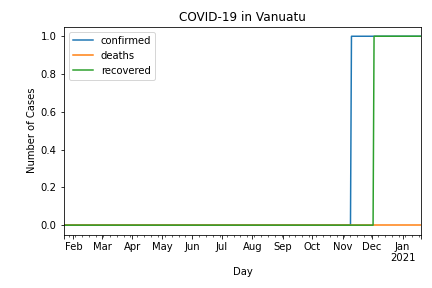 COVID-19 in Vanuatu
confirmed
deaths
recovered
Number of Cases
1.0
0.8
0.6
0.4
0.2
0.0
Feb Mar Apr May Jun Jul Aug Sep Oct Nov Dec Jan
2021
Day